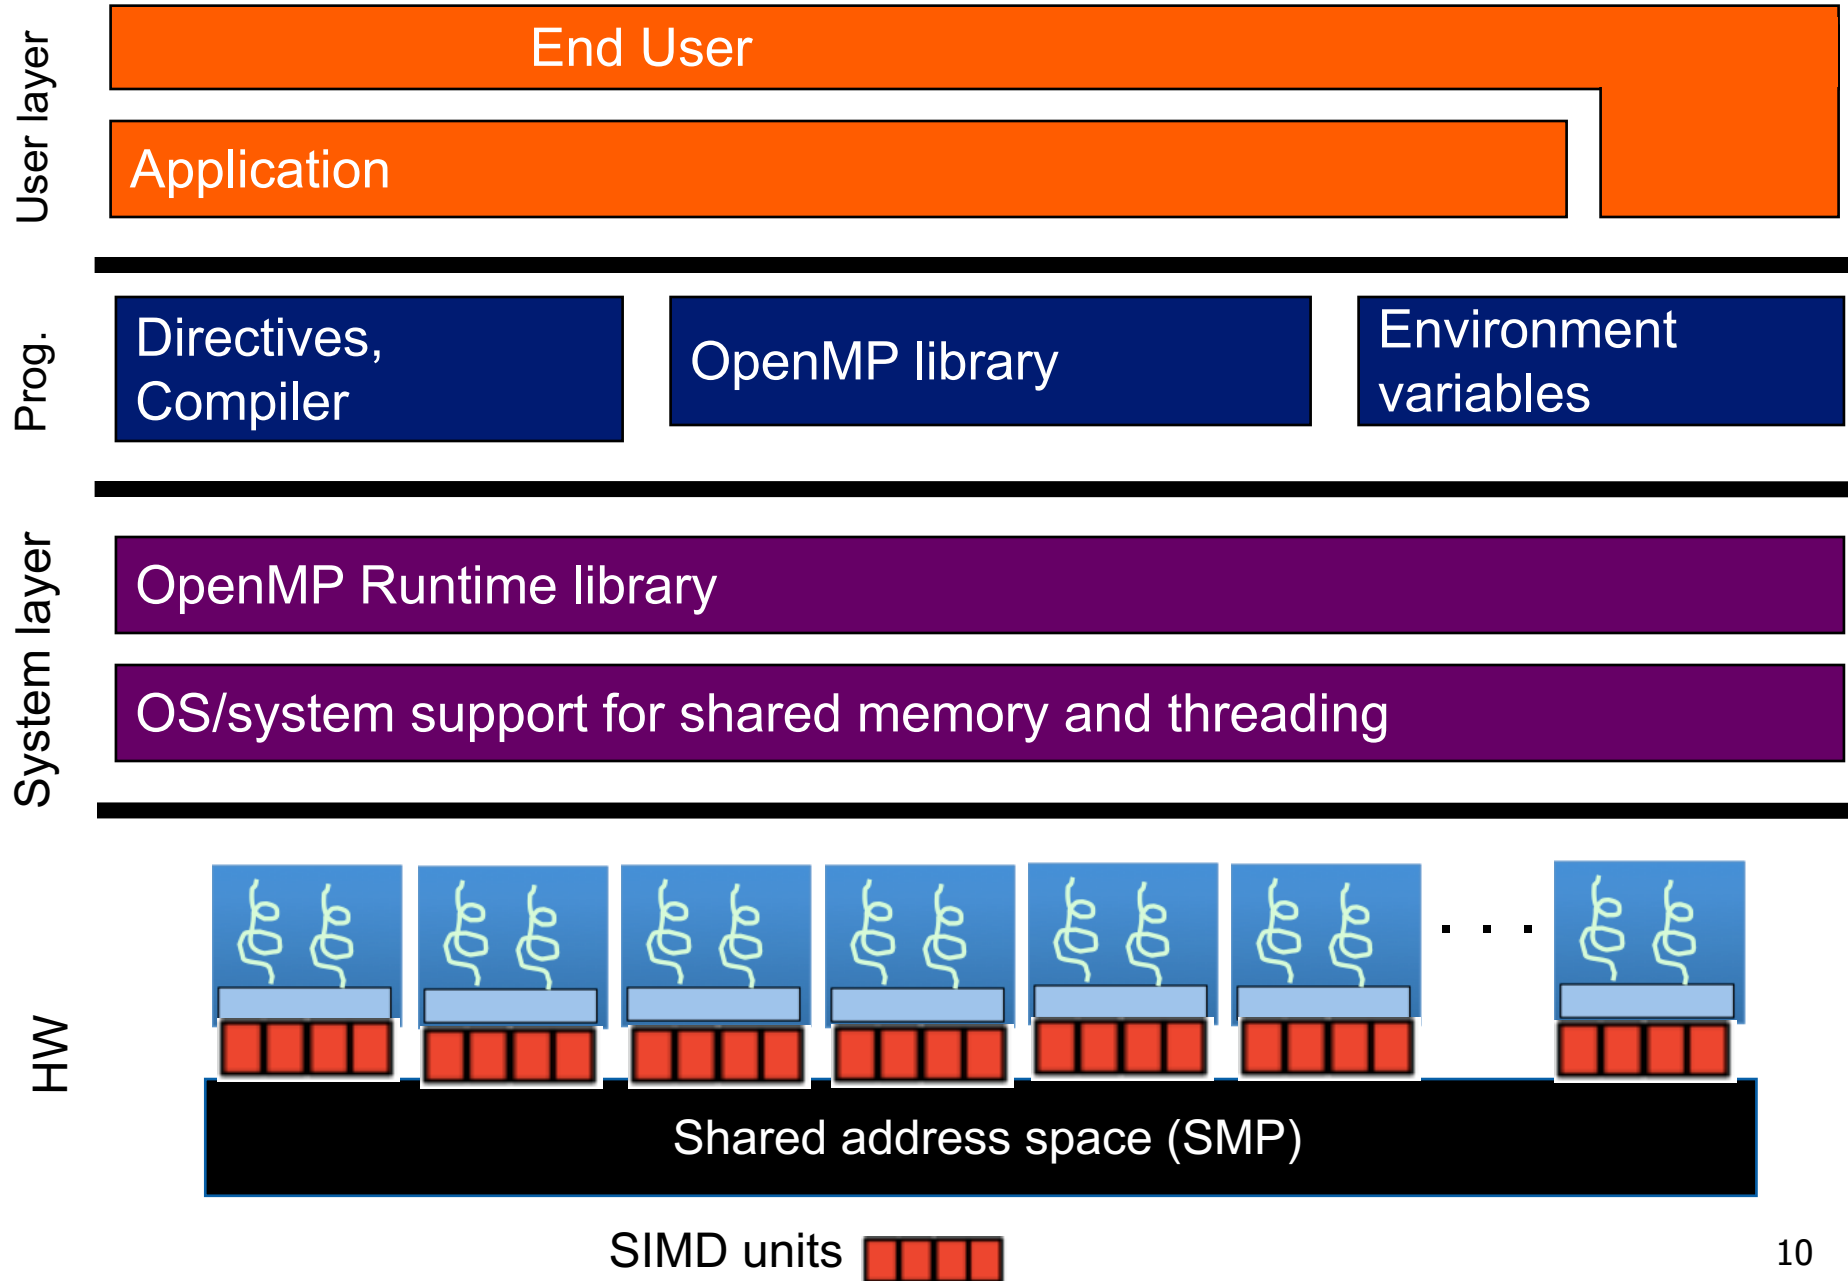 User layer
End User
Application
Prog.
Directives,
Compiler
OpenMP library
Environment
variables
System layer
OpenMP Runtime library
OS/system support for shared memory and threading
HW
. . .
Shared address space (SMP)
SIMD units
10